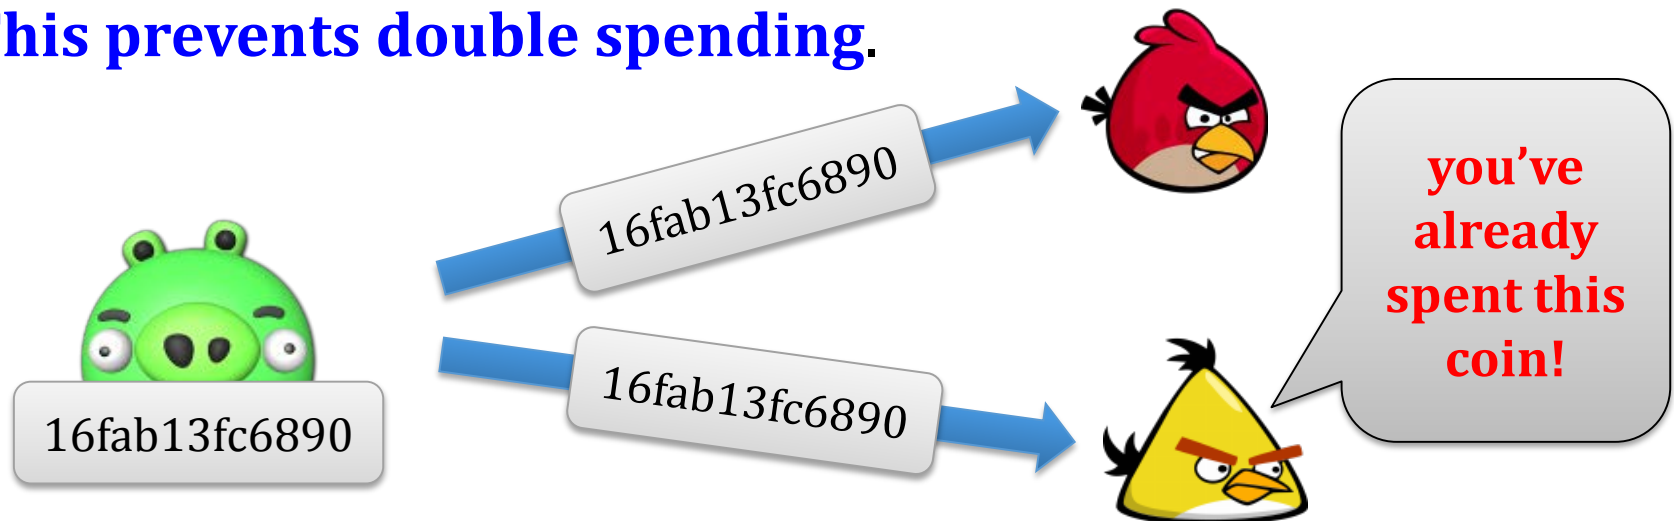 his prevents double spending.
16fab13fc6890
you've
already
spent this
coin!
16fab13fc6890
16fab13fc6890